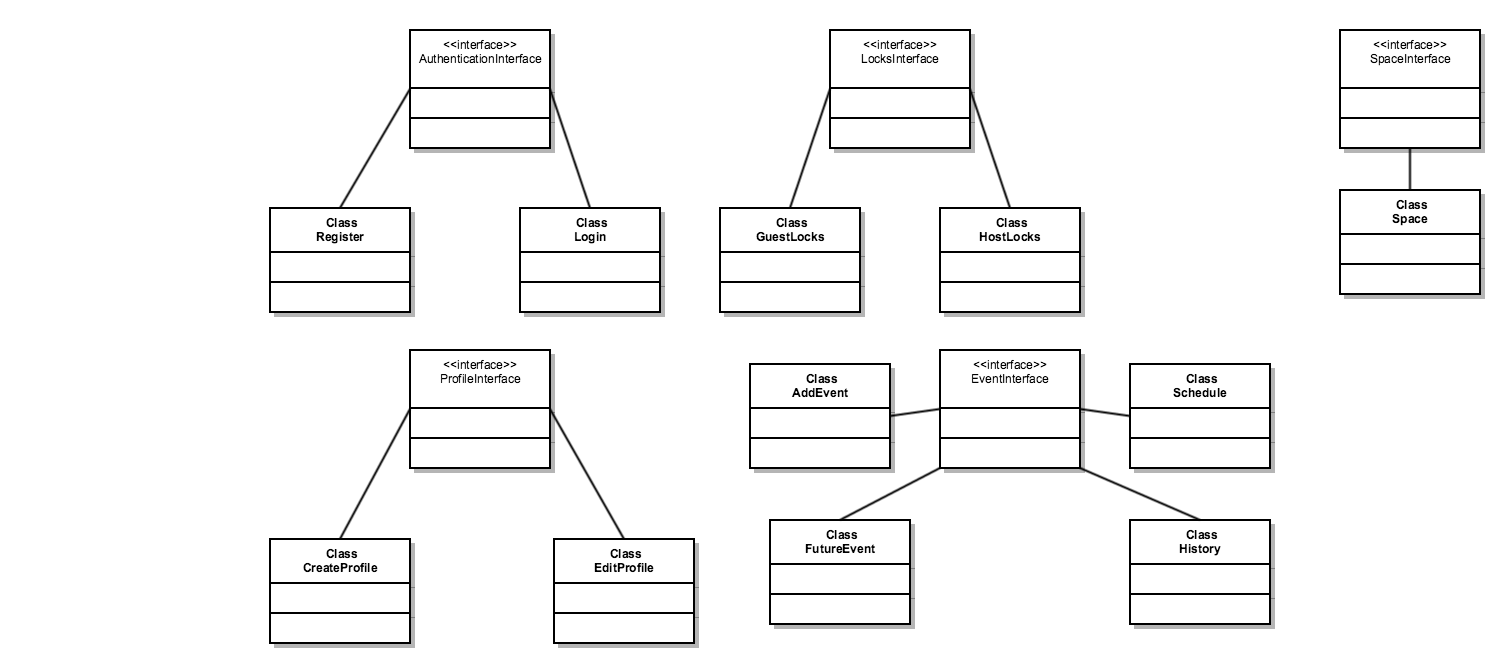 <<interface>>
AuthenticationInterface
<<interface>>
LocksInterface
<<interface>>
SpaceInterface
Class
Register
Class
Login
Class
GuestLocks
Class
HostLocks
Class
Space
<<interface>>
ProfileInterface
Class
AddEvent
<<interface>>
EventInterface
Class
Schedule
Class
CreateProfile
Class
EditProfile
Class
FutureEvent
Class
History